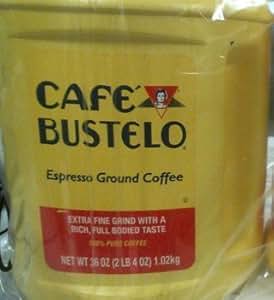 CAFÉ
BUSTELO®
Espresso Ground Coffee
EXTRA FINE GRIND WITH A
RICH, FULL BODIED TASTE
100% PURE COFFEE
NET WT 36 OZ (2 LB 4 OZ) 1.02kg